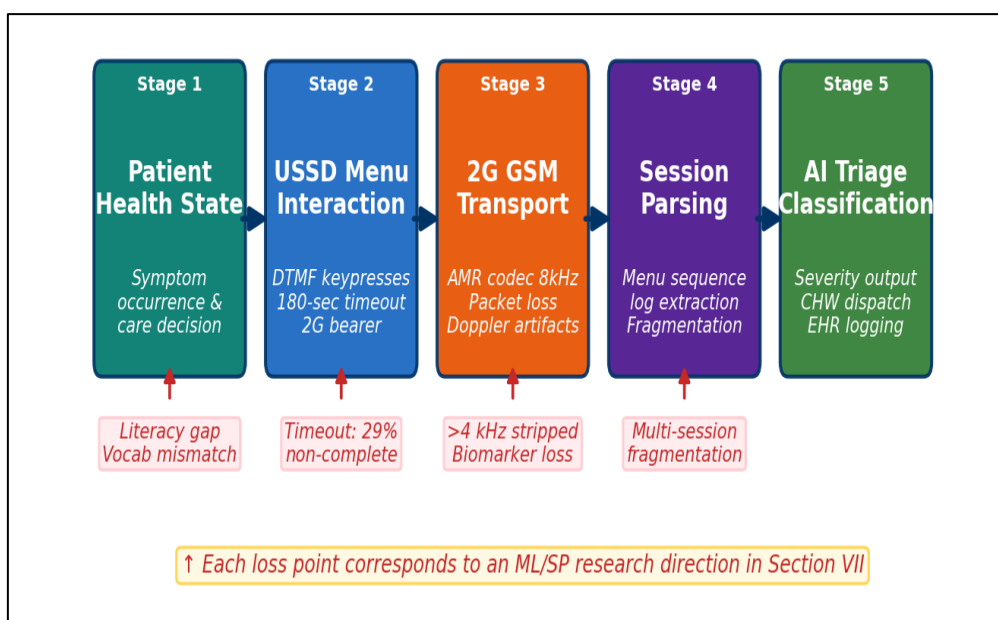 Stage 1
Patient
Health State
Symptom
occurrence &
care decision
Stage 2
USSD Menu
Interaction
DTMF keypresses
180-sec timeout
2G bearer
Stage 3
2G GSM
Transport
AMR codec 8kHz
Packet loss
Doppler artifacts
Stage 4
Session
Parsing
Menu sequence
log extraction
Fragmentation
Stage 5
AI Triage
Classification
Severity output
CHW dispatch
EHR logging
Literacy gap
Vocab mismatch
Timeout: 29%
non-complete
>4 kHz stripped
Biomarker loss
Multi-session
fragmentation
↑ Each loss point corresponds to an ML/SP research direction in Section VII